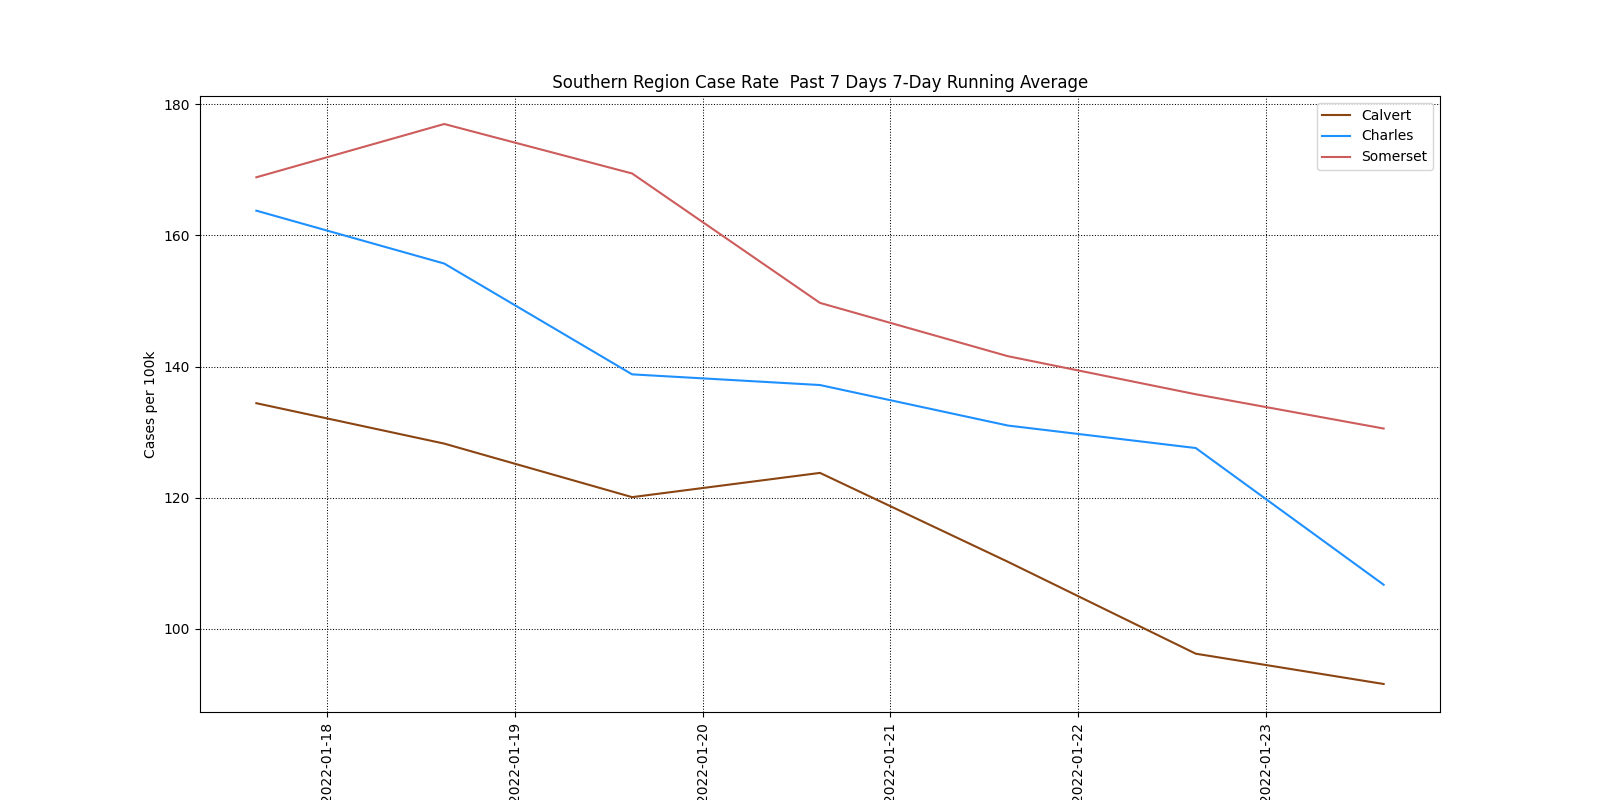 Southern Region Case Rate  Past 7 Days 7-Day Running Average
Calvert
Charles
Somerset
Cases per 100k
180
160
140
120
100
2022-01-18
2022-01-19
2022-01-20
2022-01-21
2022-01-22
2022-01-23